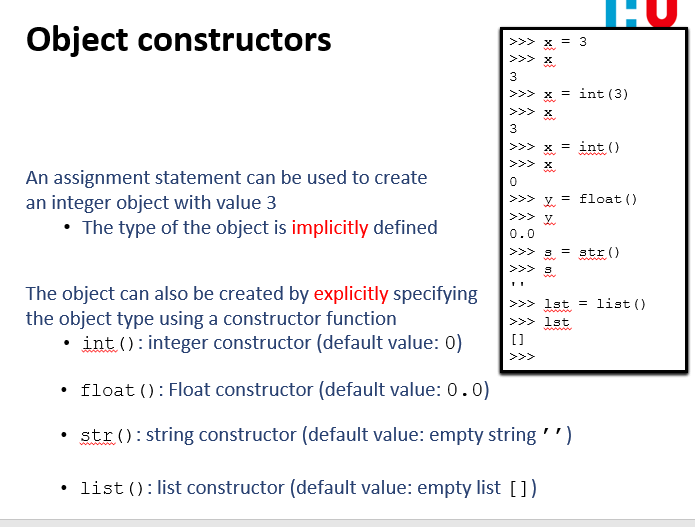 Object constructors
An assignment statement can be used to create
an integer object with value 3
• The type of the object is implicitly defined
The object can also be created by explicitly specifying
the object type using a constructor function
• int(): integer constructor (default value: 0)
• float(): Float constructor (default value: 0.0)
• str(): string constructor (default value: empty string ’’)
• list(): list constructor (default value: empty list [])
>>> x = 3
>>> x
3
>>> x = int(3)
>>> x
3
>>> x = int()
>>> x
0
>>> y = float()
>>> y
0.0
>>> s = str()
>>> s
''
>>> lst = list()
>>> lst
[]
>>>